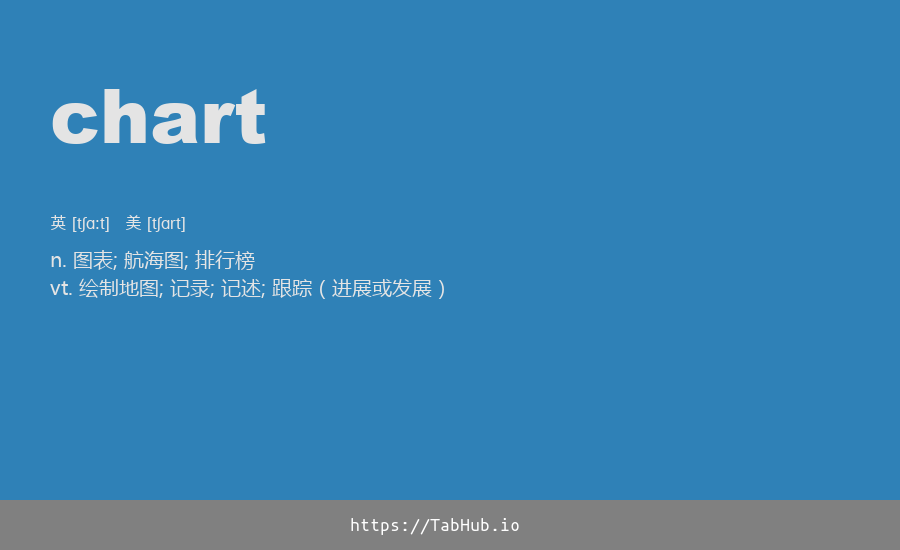 chart
英 [tʃɑːt] 美 [tʃɑrt]
n. 图表; 航海图; 排行榜
vt. 绘制地图; 记录; 记述; 跟踪（进展或发展）
https://TabHub.io